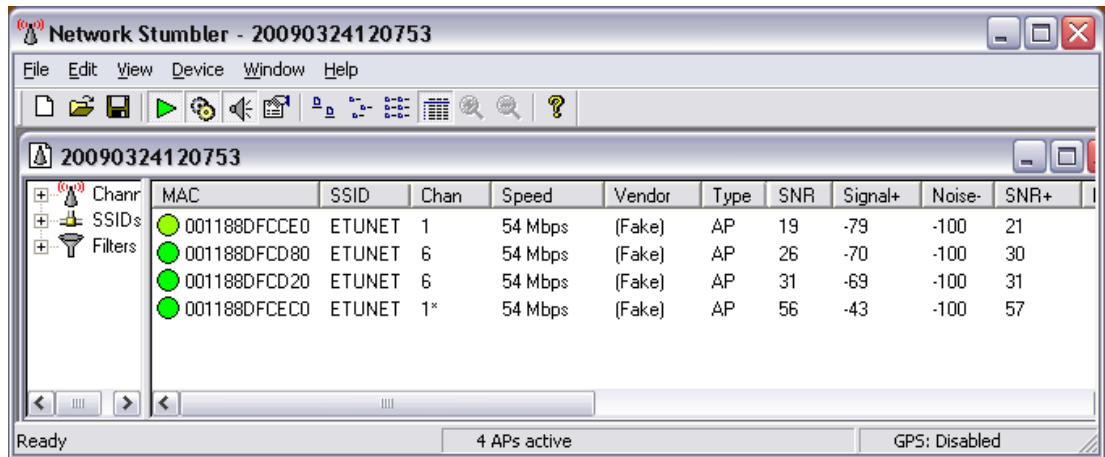 Network Stumbler - 20090324120753
File Edit View Device Window Help
20090324120753
Chanr
SSIDs
Filters
MAC SSID Chan Speed Vendor Type SNR Signal+ Noise- SNR+
001188DFCCE0 ETUNET 1 54 Mbps (Fake) AP 19 -79 -100 21
001188DFCD80 ETUNET 6 54 Mbps (Fake) AP 26 -70 -100 30
001188DFCD20 ETUNET 6 54 Mbps (Fake) AP 31 -69 -100 31
001188DFCEC0 ETUNET 1* 54 Mbps (Fake) AP 56 -43 -100 57
Ready 4 APs active GPS: Disabled